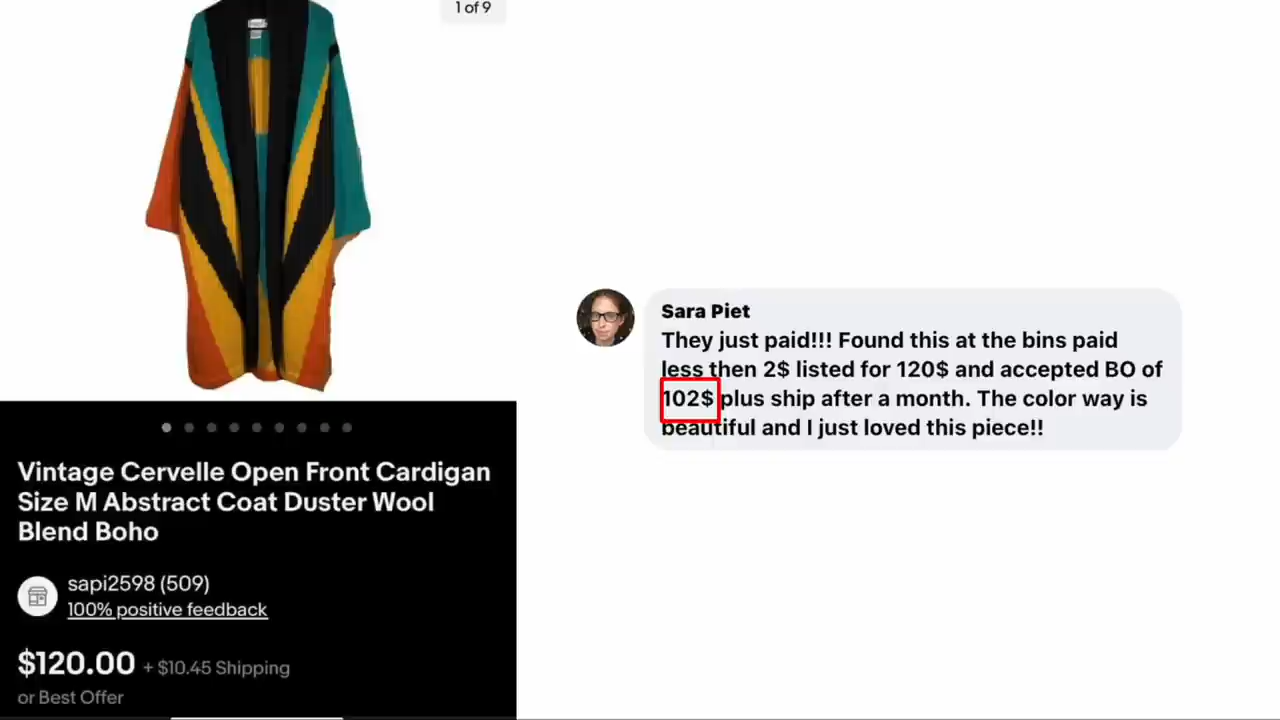 1 of 9
Vintage Cervelle Open Front Cardigan
Size M Abstract Coat Duster Wool
Blend Boho
sapi2598 (509)
100% positive feedback
$120.00 + $10.45 Shipping
or Best Offer
Sara Piet
They just paid!!! Found this at the bins paid
less then 2$ listed for 120$ and accepted BO of
102$ plus ship after a month. The color way is
beautiful and I just loved this piece!!